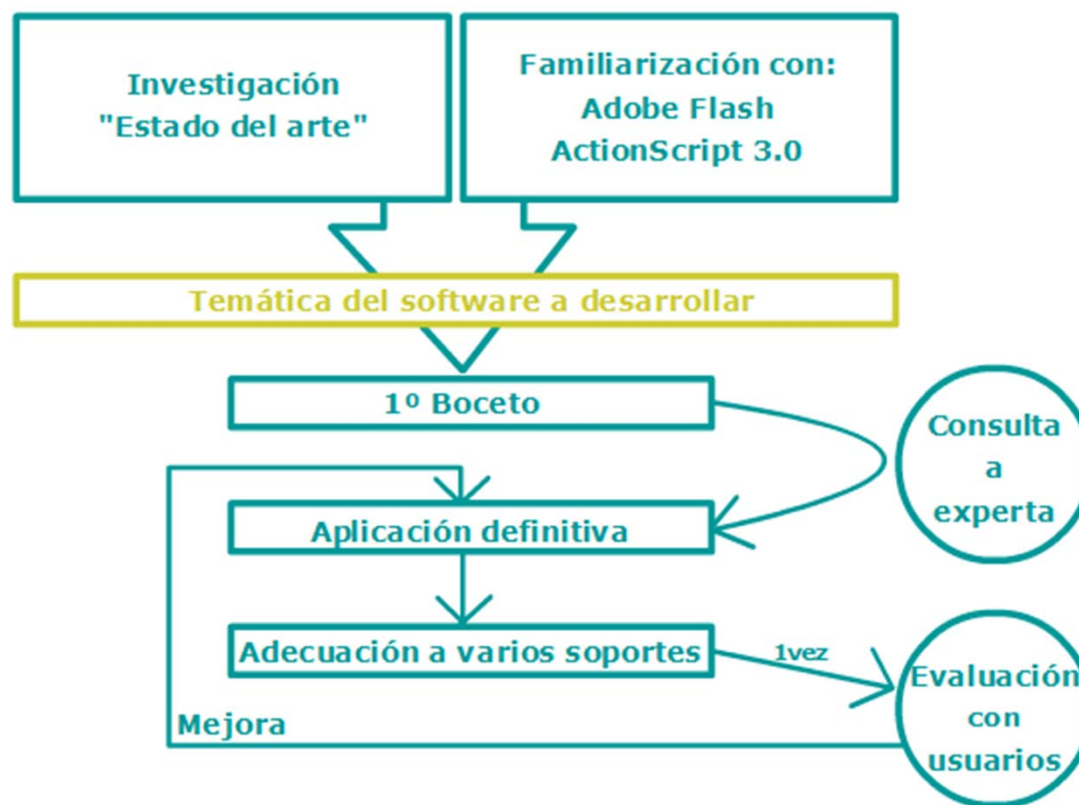 Investigación
"Estado del arte"
Familiarización con:
Adobe Flash
ActionScript 3.0
Temática del software a desarrollar
1º Boceto
Consulta
a
experta
Aplicación definitiva
Adecuación a varios soportes
1vez
Evaluación
con
usuarios
Mejora